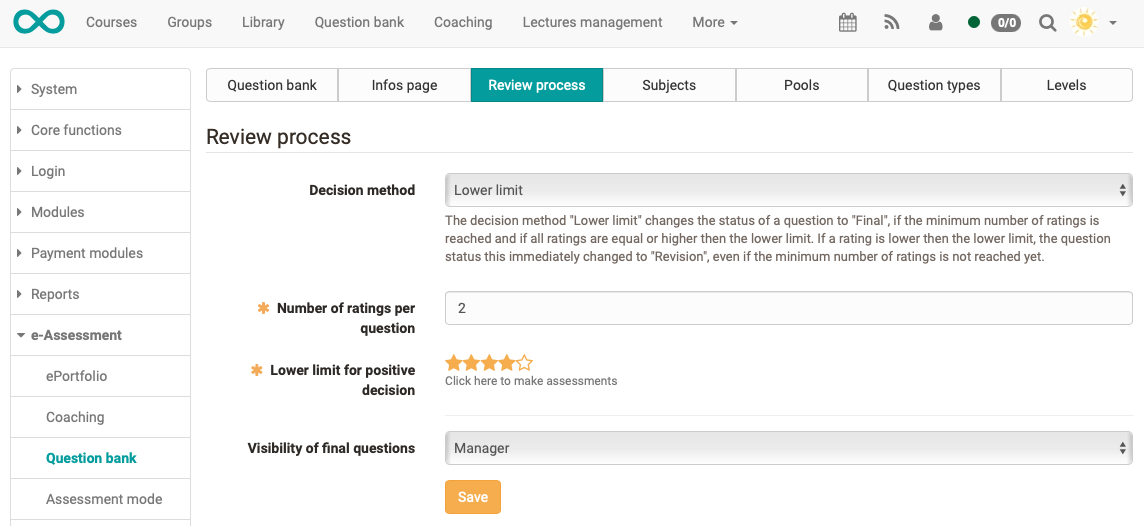 Courses Groups Library Question bank Coaching Lectures management More 0/0
System
Core functions
Login
Modules
Payment modules
Reports
e-Assessment
ePortfolio
Coaching
Question bank
Assessment mode
Question bank Infos page Review process Subjects Pools Question types Levels
Review process
Decision method Lower limit
The decision method "Lower limit" changes the status of a question to "Final", if the minimum number of ratings is
reached and if all ratings are equal or higher then the lower limit. If a rating is lower then the lower limit, the question
status this immediately changed to "Revision", even if the minimum number of ratings is not reached yet.
Number of ratings per
question
2
Lower limit for positive
decision
Click here to make assessments
Visibility of final questions Manager
Save